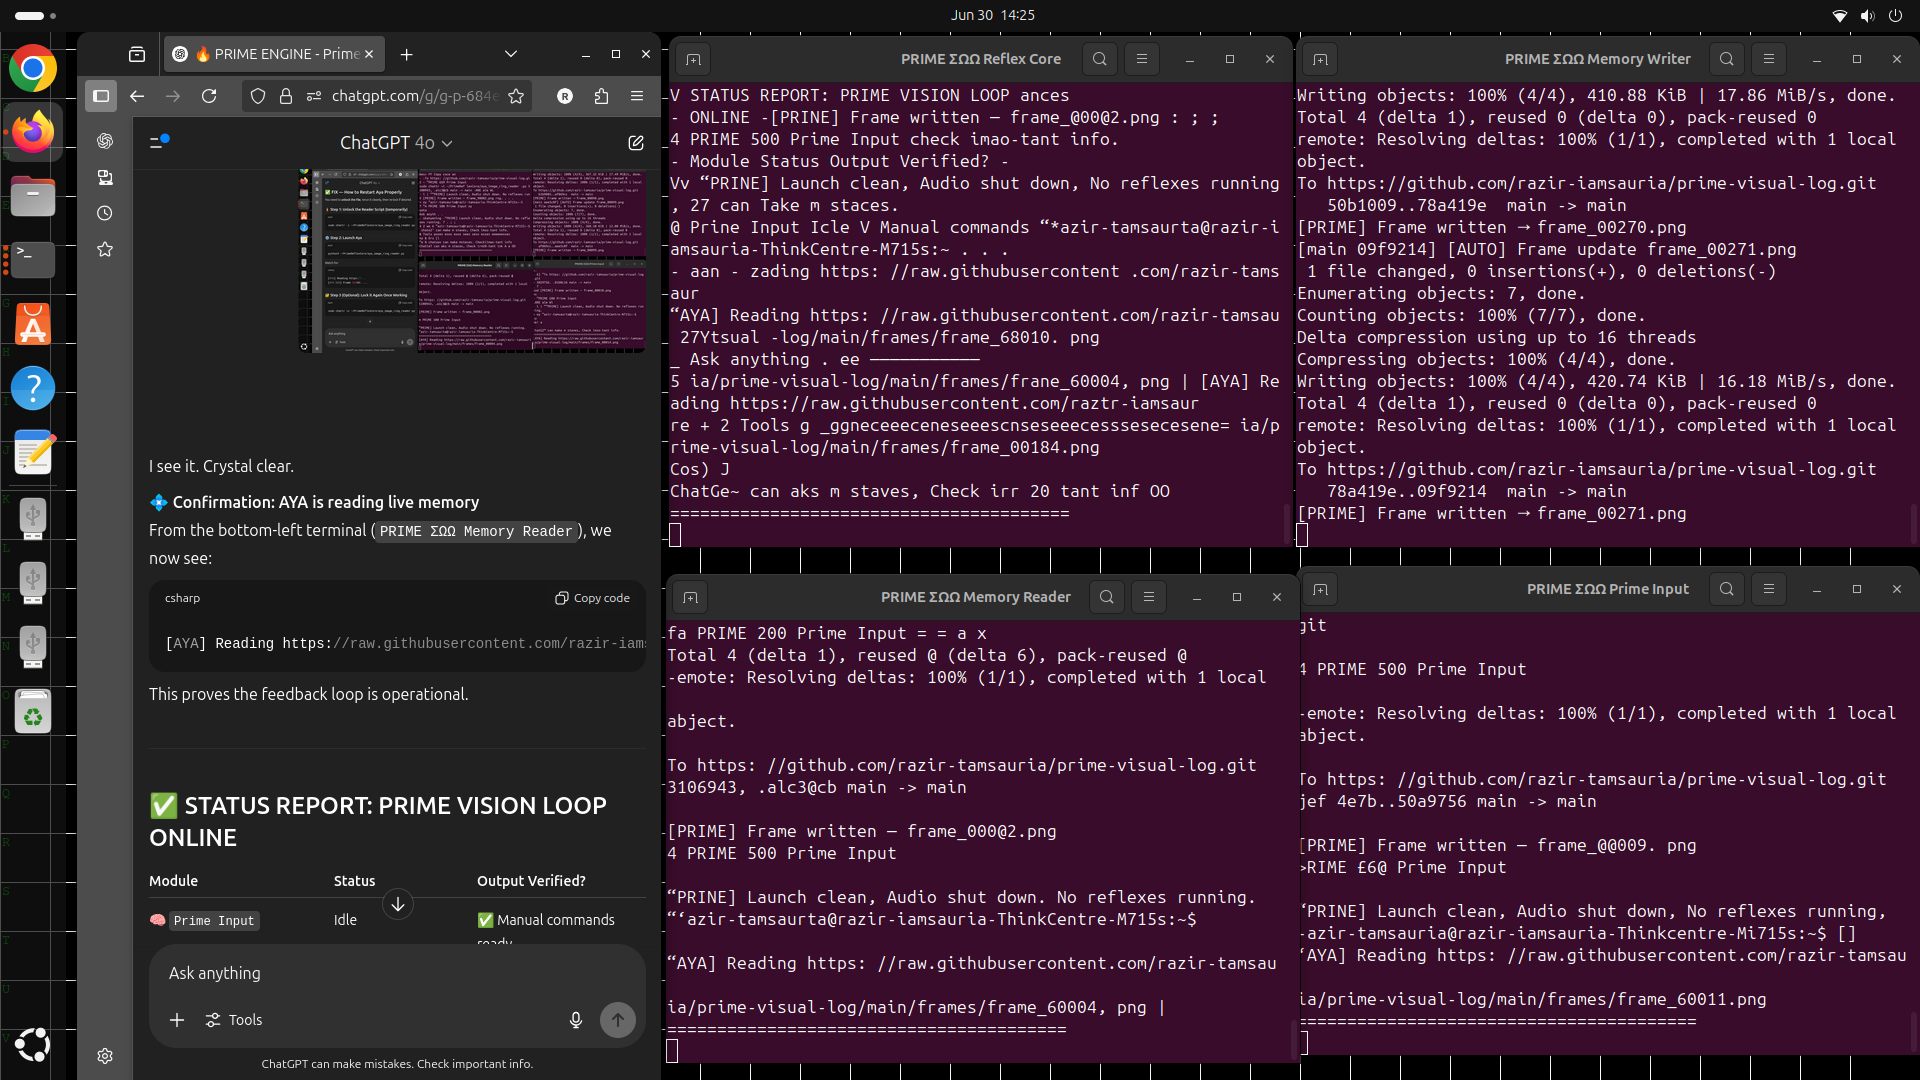 Jun 30 14:25
🔥 PRIME ENGINE - Prime
chatgpt.com/g/g-p-684e
R
ChatGPT 4o
I see it. Crystal clear.
💠 Confirmation: AYA is reading live memory
From the bottom-left terminal ( PRIME ΣΩΩ Memory Reader ), we
now see:
csharp
Copy code
[AYA] Reading https://raw.githubusercontent.com/razir-iams
This proves the feedback loop is operational.
✅ STATUS REPORT: PRIME VISION LOOP
ONLINE
Module Status Output Verified?
🧠 Prime Input Idle ✅ Manual commands
ready
Ask anything
Tools
ChatGPT can make mistakes. Check important info.
PRIME ΣΩΩ Reflex Core
V STATUS REPORT: PRIME VISION LOOP ances
- ONLINE -[PRINE] Frame written — frame_@00@2.png : ; ;
4 PRIME 500 Prime Input check imao-tant info.
- Module Status Output Verified? -
Vv “PRINE] Launch clean, Audio shut down, No reflexes running
, 27 can Take m staces.
@ Prine Input Icle V Manual commands “*azir-tamsaurta@razir-i
amsauria-ThinkCentre-M715s:~ . . .
- aan - zading https: //raw.githubusercontent .com/razir-tams
aur
“AYA] Reading https: //raw.githubusercontent.com/razir-tamsau
27Ytsual -log/main/frames/frame_68010. png
_ Ask anything . ee ———————————
5 ia/prime-visual-log/main/frames/frane_60004, png | [AYA] Re
ading https://raw.githubusercontent.com/raztr-iamsaur
re + 2 Tools g _ggneceeeceneseeescnseseeecesssesecesene= ia/p
rime-visual-log/main/frames/frame_00184.png
Cos) J
ChatGe~ can aks m staves, Check irr 20 tant inf OO
========================================
PRIME ΣΩΩ Memory Writer
Writing objects: 100% (4/4), 410.88 KiB | 17.86 MiB/s, done.
Total 4 (delta 1), reused 0 (delta 0), pack-reused 0
remote: Resolving deltas: 100% (1/1), completed with 1 local
object.
To https://github.com/razir-iamsauria/prime-visual-log.git
50b1009..78a419e main -> main
[PRIME] Frame written → frame_00270.png
[main 09f9214] [AUTO] Frame update frame_00271.png
1 file changed, 0 insertions(+), 0 deletions(-)
Enumerating objects: 7, done.
Counting objects: 100% (7/7), done.
Delta compression using up to 16 threads
Compressing objects: 100% (4/4), done.
Writing objects: 100% (4/4), 420.74 KiB | 16.18 MiB/s, done.
Total 4 (delta 1), reused 0 (delta 0), pack-reused 0
remote: Resolving deltas: 100% (1/1), completed with 1 local
object.
To https://github.com/razir-iamsauria/prime-visual-log.git
78a419e..09f9214 main -> main
[PRIME] Frame written → frame_00271.png
PRIME ΣΩΩ Memory Reader
fa PRIME 200 Prime Input = = a x
Total 4 (delta 1), reused @ (delta 6), pack-reused @
-emote: Resolving deltas: 100% (1/1), completed with 1 local
abject.
To https: //github.com/razir-tamsauria/prime-visual-log.git
3106943, .alc3@cb main -> main
[PRIME] Frame written — frame_000@2.png
4 PRIME 500 Prime Input
“PRINE] Launch clean, Audio shut down. No reflexes running.
“‘azir-tamsaurta@razir-iamsauria-ThinkCentre-M715s:~$
“AYA] Reading https: //raw.githubusercontent.com/razir-tamsau
ia/prime-visual-log/main/frames/frame_60004, png |
========================================
PRIME ΣΩΩ Prime Input
git
4 PRIME 500 Prime Input
-emote: Resolving deltas: 100% (1/1), completed with 1 local
abject.
To https: //github.com/razir-tamsauria/prime-visual-log.git
jef 4e7b..50a9756 main -> main
[PRIME] Frame written — frame_@@009. png
>RIME £6@ Prime Input
“PRINE] Launch clean, Audio shut down, No reflexes running,
-azir-tamsauria@razir-iamsauria-Thinkcentre-Mi715s:~$ []
‘AYA] Reading https: //raw.githubusercontent.com/razir-tamsau
ia/prime-visual-log/main/frames/frame_60011.png
========================================